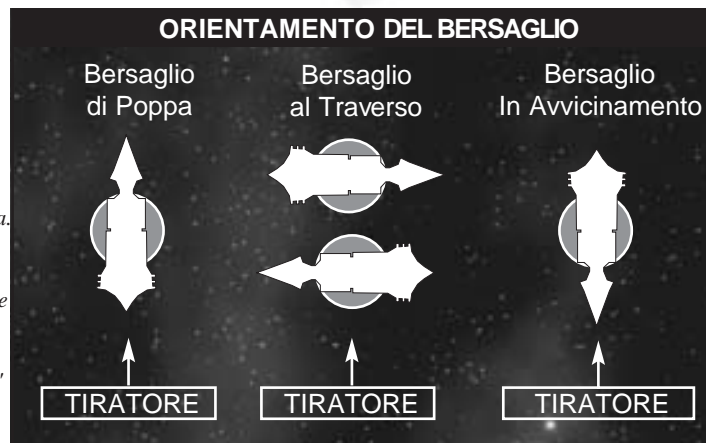 ORIENTAMENTO DEL BERSAGLIO
Bersaglio
di Poppa
Bersaglio
al Traverso
Bersaglio
In Avvicinamento
a.
e
TIRATORE
TIRATORE
TIRATORE